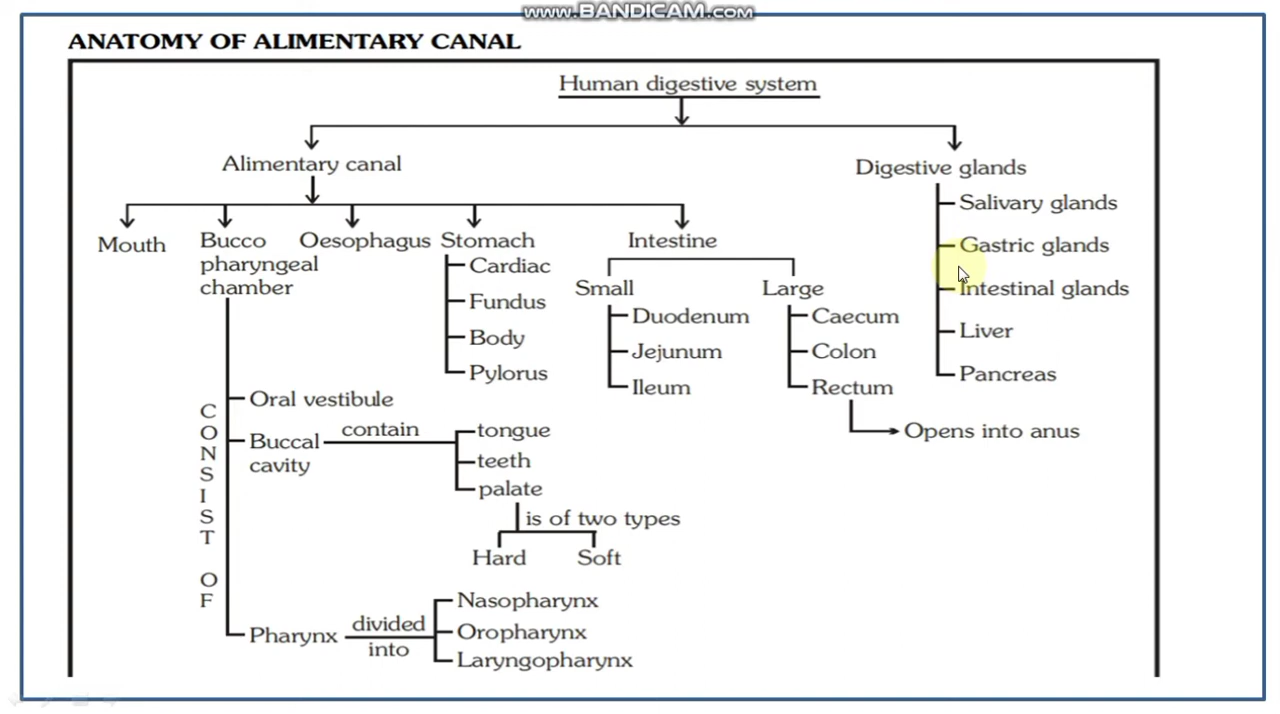 www.BANDICAM.com
ANATOMY OF ALIMENTARY CANAL
Human digestive system
Alimentary canal
Digestive glands
Mouth
Bucco
pharyngeal
chamber
Oesophagus
Stomach
Cardiac
Fundus
Body
Pylorus
Intestine
Small
Duodenum
Jejunum
Ileum
Large
Caecum
Colon
Rectum
Opens into anus
Salivary glands
Gastric glands
Intestinal glands
Liver
Pancreas
CONSIST OF
Oral vestibule
Buccal
cavity
contain
tongue
teeth
palate
is of two types
Hard
Soft
Pharynx
divided
into
Nasopharynx
Oropharynx
Laryngopharynx